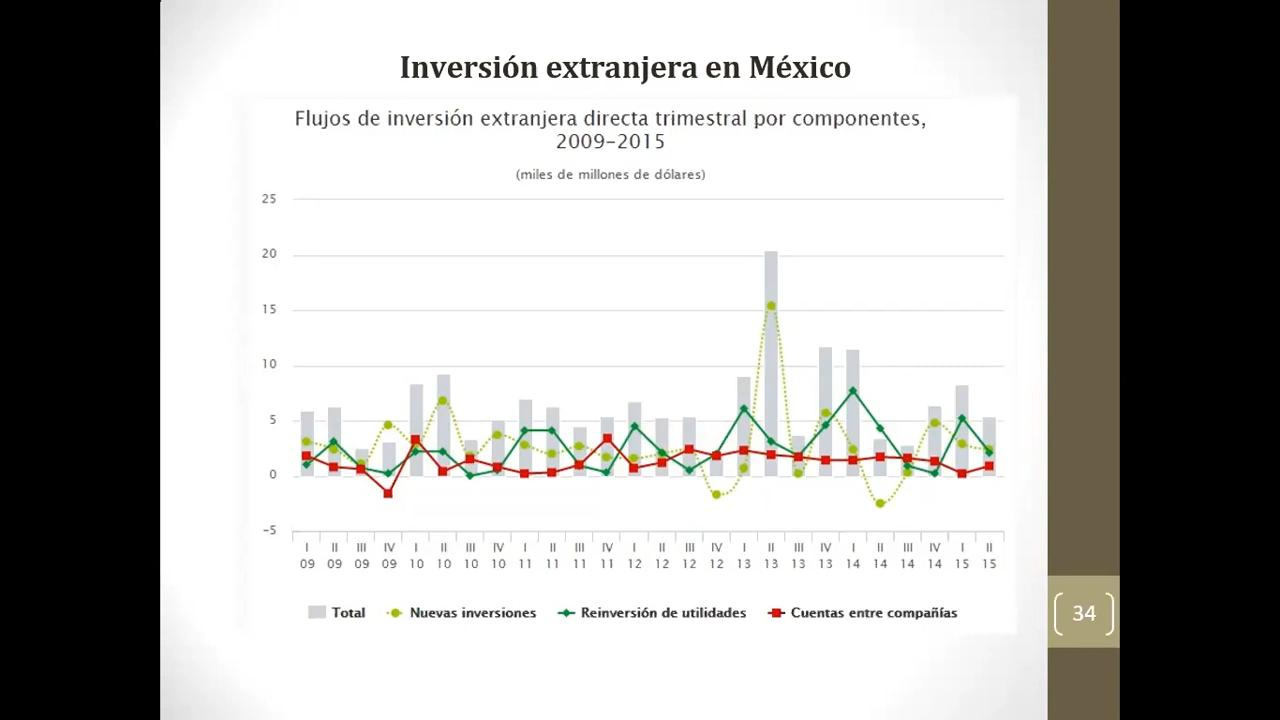 Inversión extranjera en México
Flujos de inversión extranjera directa trimestral por componentes,
2009-2015
(miles de millones de dólares)
25
20
15
10
5
0
-5
I II III IV I II III IV I II III IV I II III IV I II III IV I II III IV I II
09 09 09 09 10 10 10 10 11 11 11 11 12 12 12 12 13 13 13 13 14 14 14 14 15 15
Total Nuevas inversiones Reinversión de utilidades Cuentas entre compañías
34